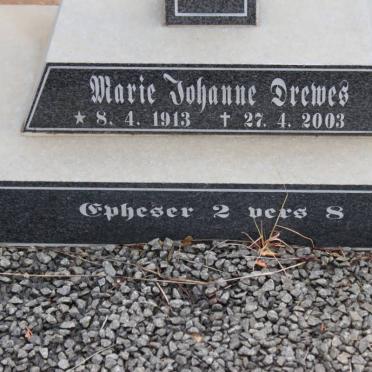 Marie Johanne Drewes
★ 8. 4. 1913 ✝ 27. 4. 2003
Epheser 2 vers 8